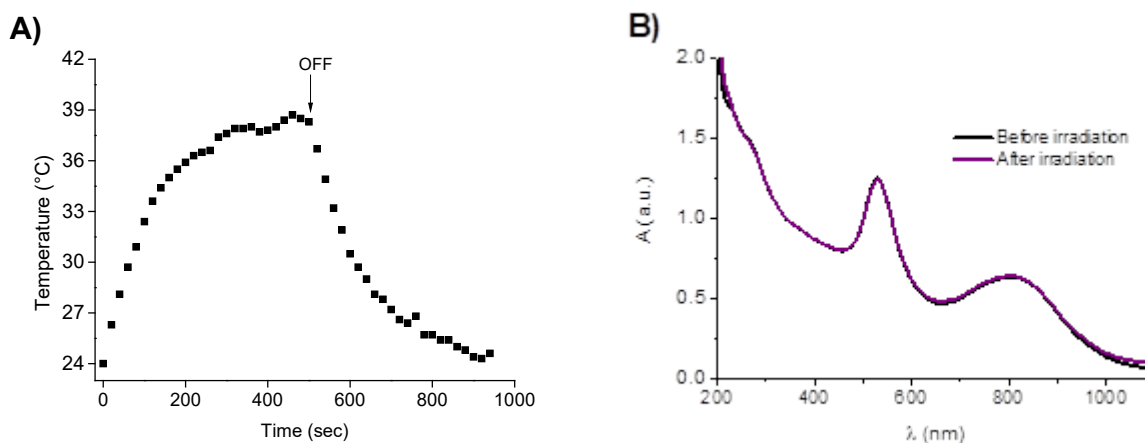 A)
42
39
36
33
30
27
24
Temperature (°C)
OFF
0 200 400 600 800 1000
Time (sec)
B)
2.0
1.5
1.0
0.5
0.0
A (a.u.)
Before irradiation
After irradiation
200 400 600 800 1000
λ (nm)